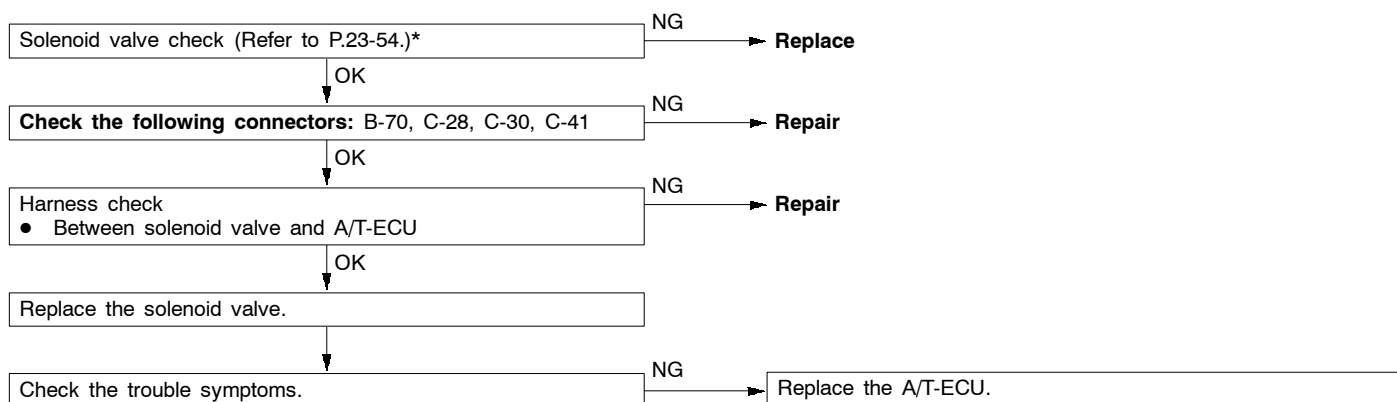 NG
Solenoid valve check (Refer to P.23-54.)*
Replace
OK
NG
Check the following connectors: B-70, C-28, C-30, C-41
Repair
OK
NG
Harness check
Repair
● Between solenoid valve and A/T-ECU
OK
Replace the solenoid valve.
NG
Check the trouble symptoms.
Replace the A/T-ECU.